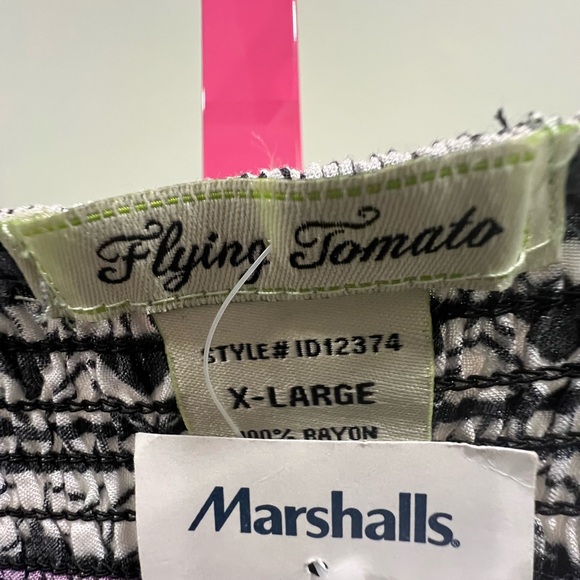 Flying Tomato
STYLE# ID12374
X-LARGE
100% RAYON
Marshalls.